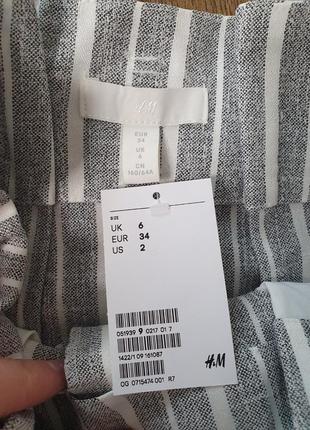 H&M
EUR
34
UK
6
CN
160/64A
SIZE
UK 6
EUR 34
US 2
051939 9 0217 01 7
1422/1 09 161087
H&M
OG 0715474 001 R7